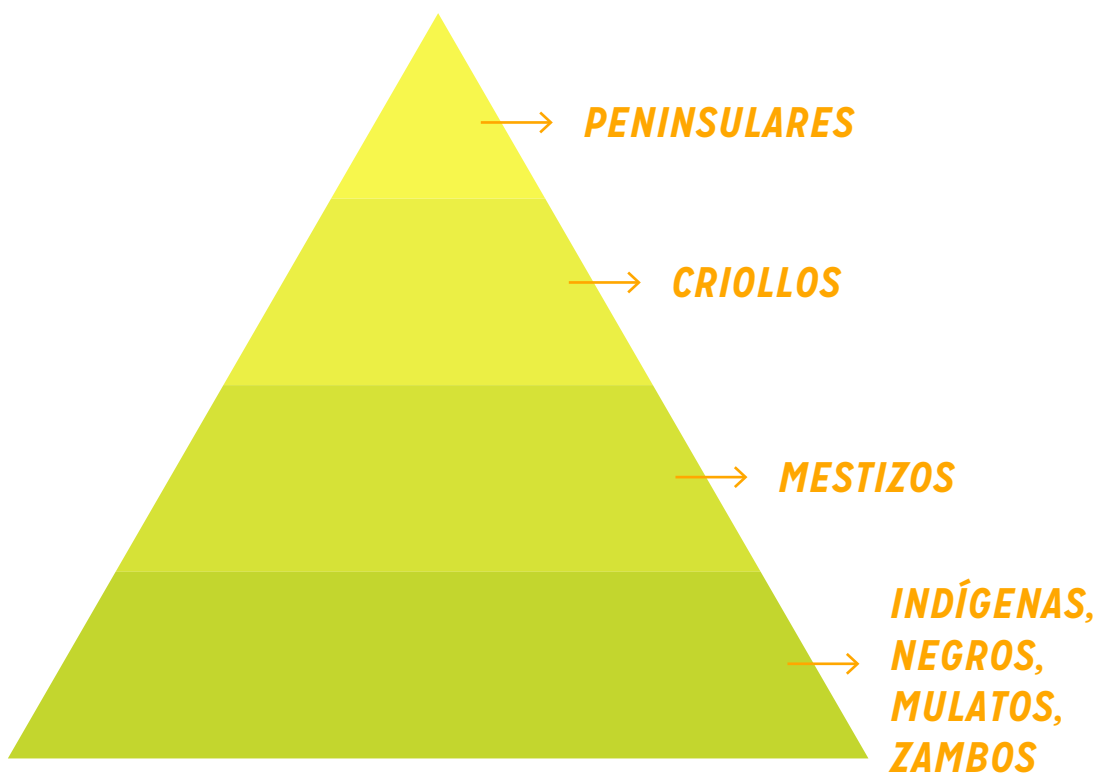 PENINSULARES
CRIOLLOS
MESTIZOS
INDÍGENAS,
NEGROS,
MULATOS,
ZAMBOS